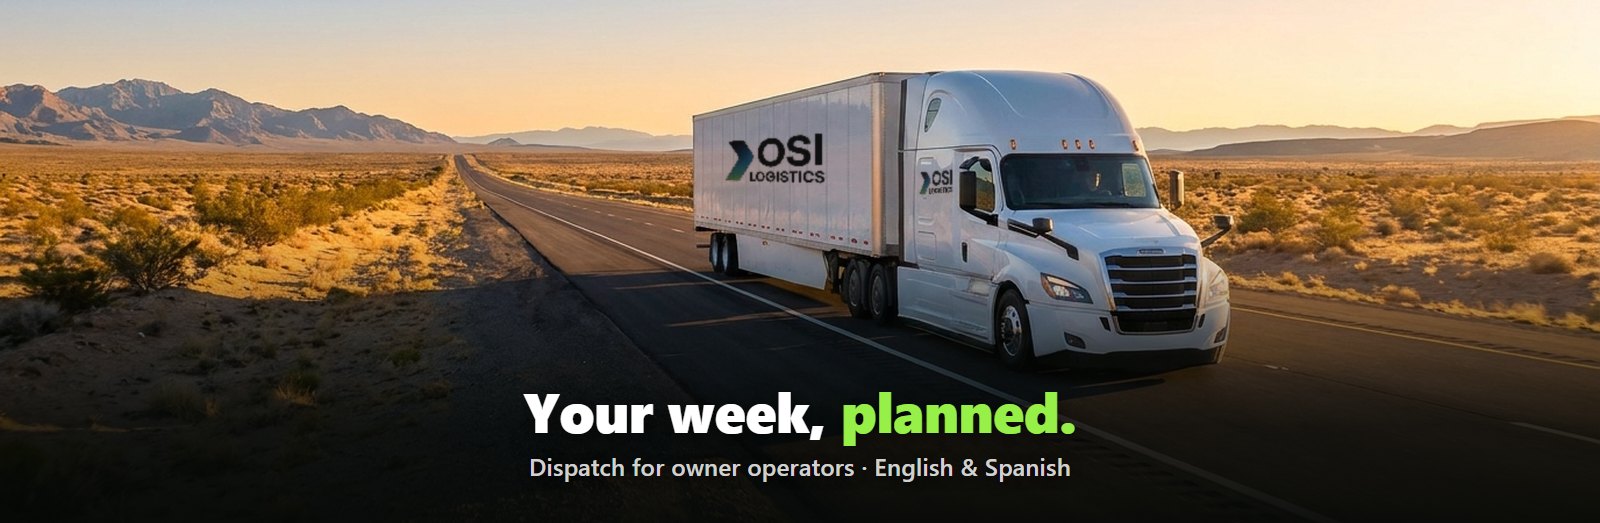 OSI
LOGISTICS
OSI
LOGISTICS
Your week, planned.
Dispatch for owner operators · English & Spanish